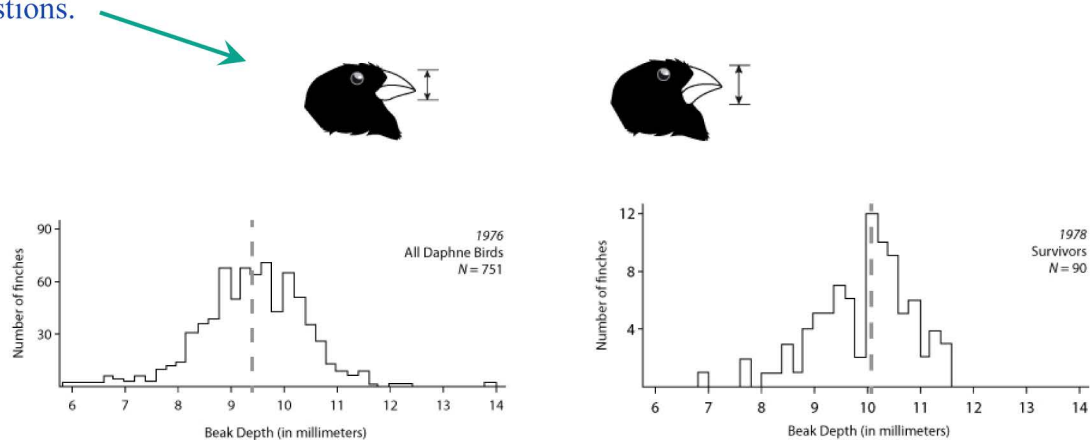 stions.
90
60
30
Number of finches
1976
All Daphne Birds
N = 751
6 7 8 9 10 11 12 13 14
Beak Depth (in millimeters)
12
8
4
Number of finches
1978
Survivors
N = 90
6 7 8 9 10 11 12 13 14
Beak Depth (in millimeters)